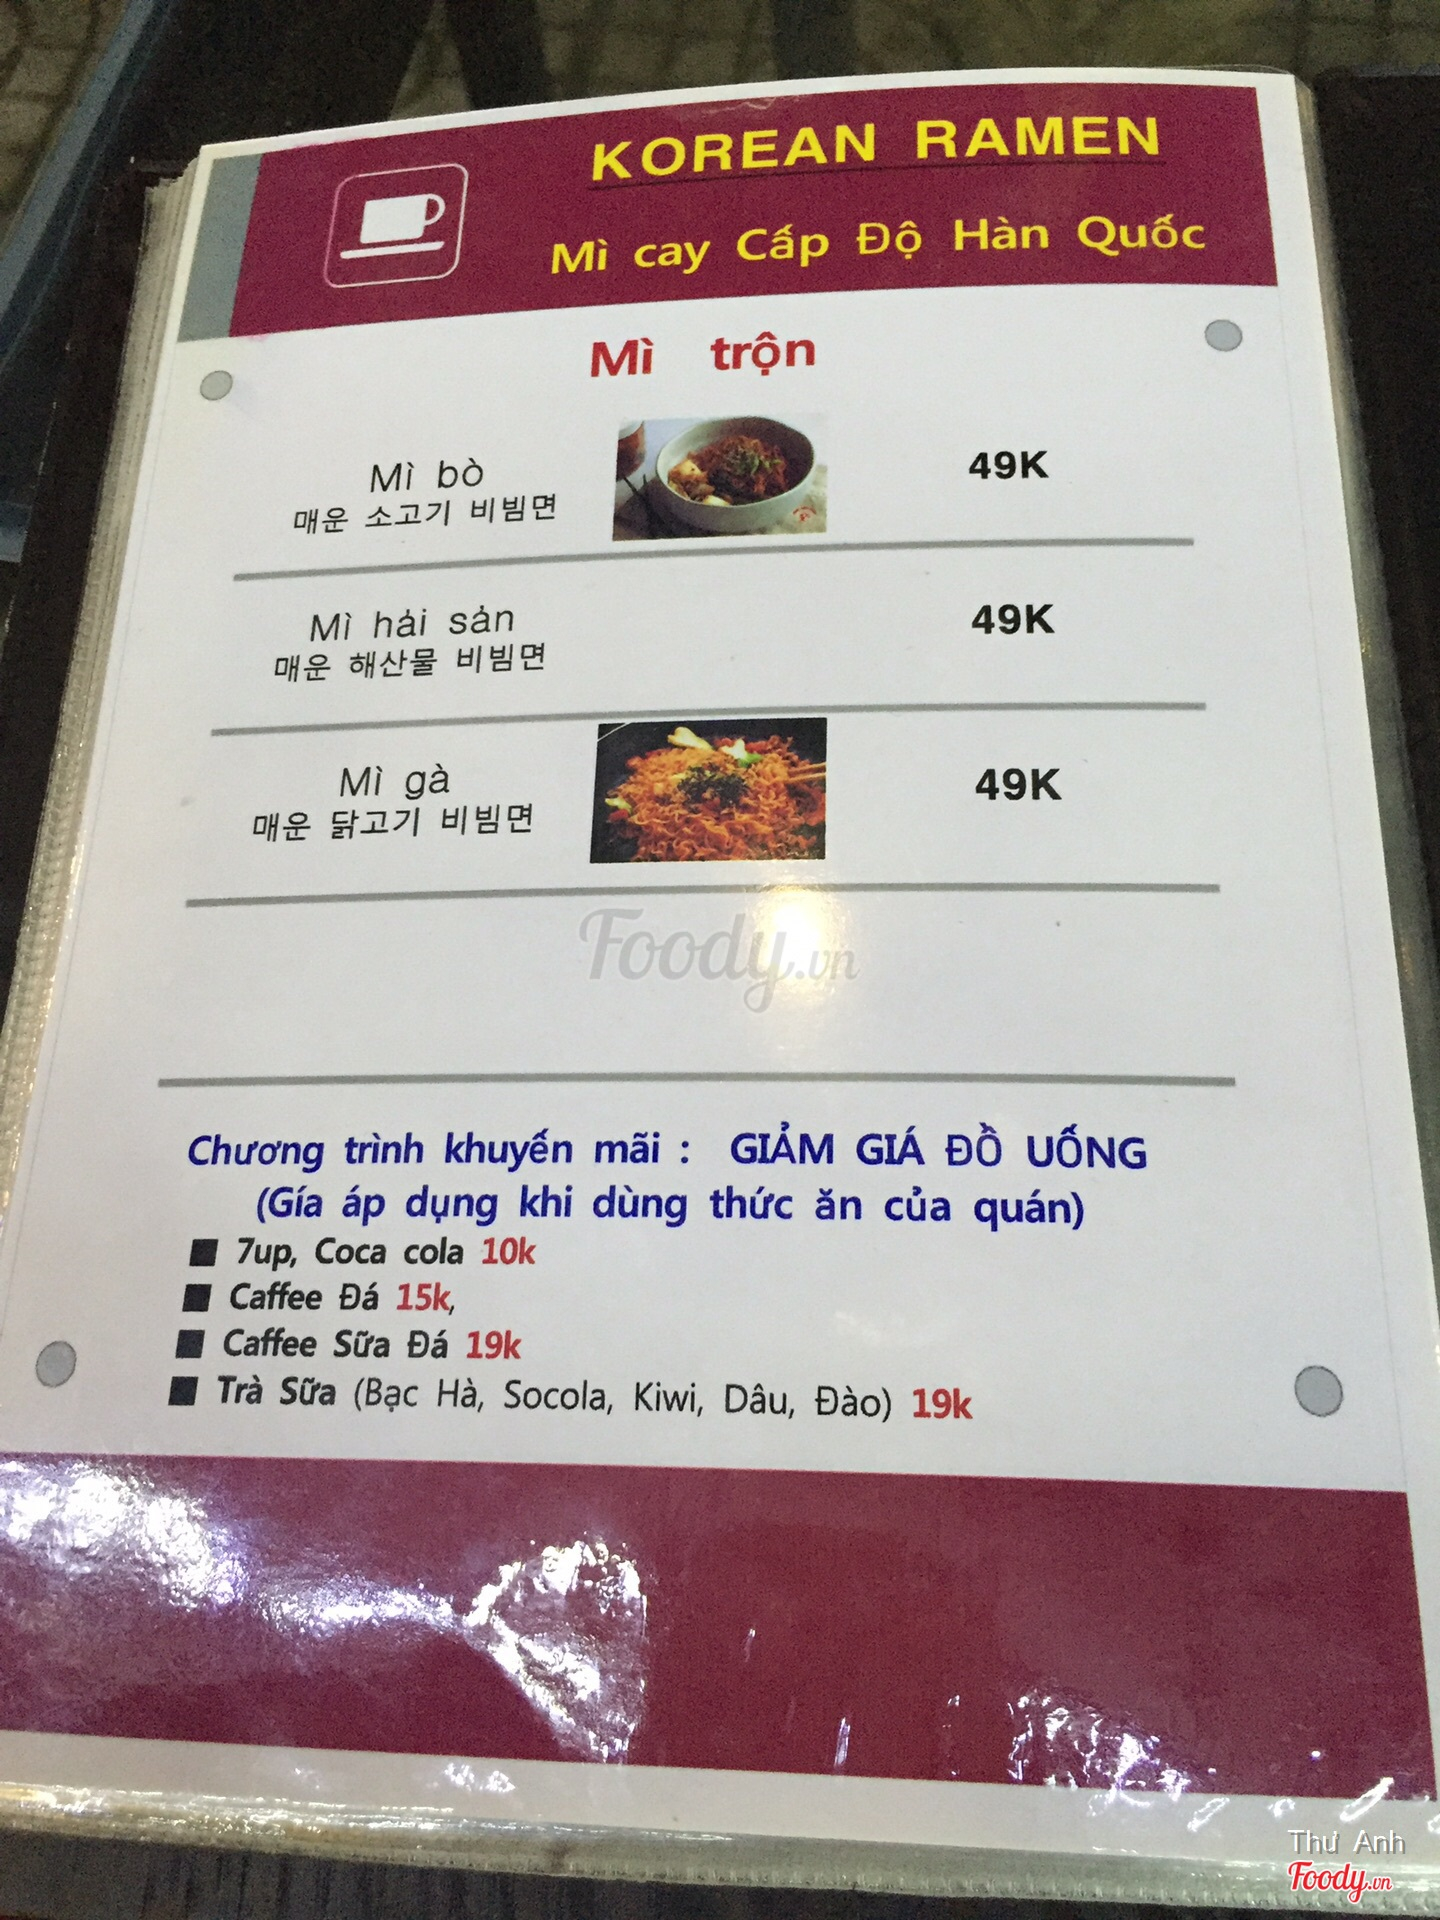 KOREAN RAMEN
Mì cay Cấp Độ Hàn Quốc
Mì trộn
Mì bò
매운 소고기 비빔면
49K
Mì hải sản
매운 해산물 비빔면
49K
Mì gà
매운 닭고기 비빔면
49K
Foody.vn
Chương trình khuyến mãi : GIẢM GIÁ ĐỒ UỐNG
(Gía áp dụng khi dùng thức ăn của quán)
■ 7up, Coca cola 10k
■ Caffee Đá 15k,
■ Caffee Sữa Đá 19k
■ Trà Sữa (Bạc Hà, Socola, Kiwi, Dâu, Đào) 19k
Thư Anh
Foody.vn